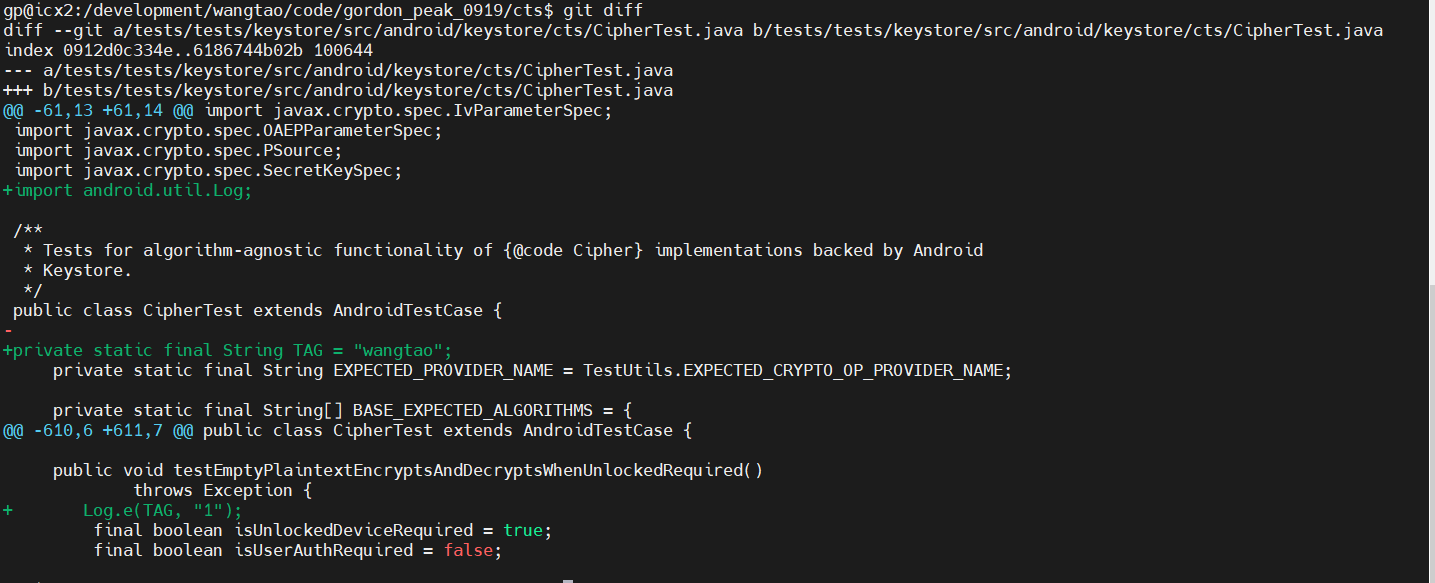 gp@icx2:/development/wangtao/code/gordon_peak_0919/cts$ git diff
diff --git a/tests/tests/keystore/src/android/keystore/cts/CipherTest.java b/tests/tests/keystore/src/android/keystore/cts/CipherTest.java
index 0912d0c334e..6186744b02b 100644
--- a/tests/tests/keystore/src/android/keystore/cts/CipherTest.java
+++ b/tests/tests/keystore/src/android/keystore/cts/CipherTest.java
@@ -61,13 +61,14 @@ import javax.crypto.spec.IvParameterSpec;
 import javax.crypto.spec.OAEPParameterSpec;
 import javax.crypto.spec.PSource;
 import javax.crypto.spec.SecretKeySpec;
+import android.util.Log;
 /**
  * Tests for algorithm-agnostic functionality of {@code Cipher} implementations backed by Android
  * Keystore.
  */
 public class CipherTest extends AndroidTestCase {
-
+private static final String TAG = "wangtao";
     private static final String EXPECTED_PROVIDER_NAME = TestUtils.EXPECTED_CRYPTO_OP_PROVIDER_NAME;
     private static final String[] BASE_EXPECTED_ALGORITHMS = {
@@ -610,6 +611,7 @@ public class CipherTest extends AndroidTestCase {
     public void testEmptyPlaintextEncryptsAndDecryptsWhenUnlockedRequired()
             throws Exception {
+       Log.e(TAG, "1");
         final boolean isUnlockedDeviceRequired = true;
         final boolean isUserAuthRequired = false;